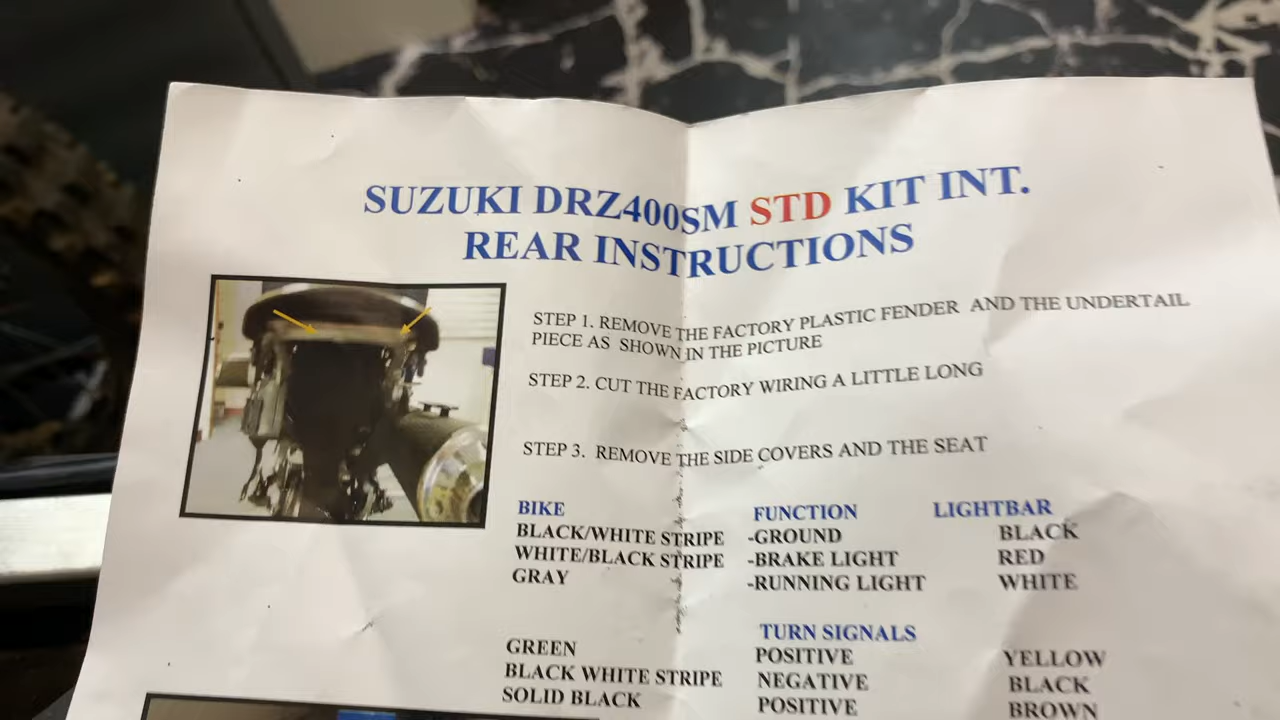 SUZUKI DRZ400SM STD KIT INT.
REAR INSTRUCTIONS
STEP 1. REMOVE THE FACTORY PLASTIC FENDER AND THE UNDERTAIL
PIECE AS SHOWN IN THE PICTURE
STEP 2. CUT THE FACTORY WIRING A LITTLE LONG
STEP 3. REMOVE THE SIDE COVERS AND THE SEAT
BIKE FUNCTION LIGHTBAR
BLACK/WHITE STRIPE -GROUND BLACK
WHITE/BLACK STRIPE -BRAKE LIGHT RED
GRAY -RUNNING LIGHT WHITE
TURN SIGNALS
GREEN POSITIVE YELLOW
BLACK WHITE STRIPE NEGATIVE BLACK
SOLID BLACK POSITIVE BROWN